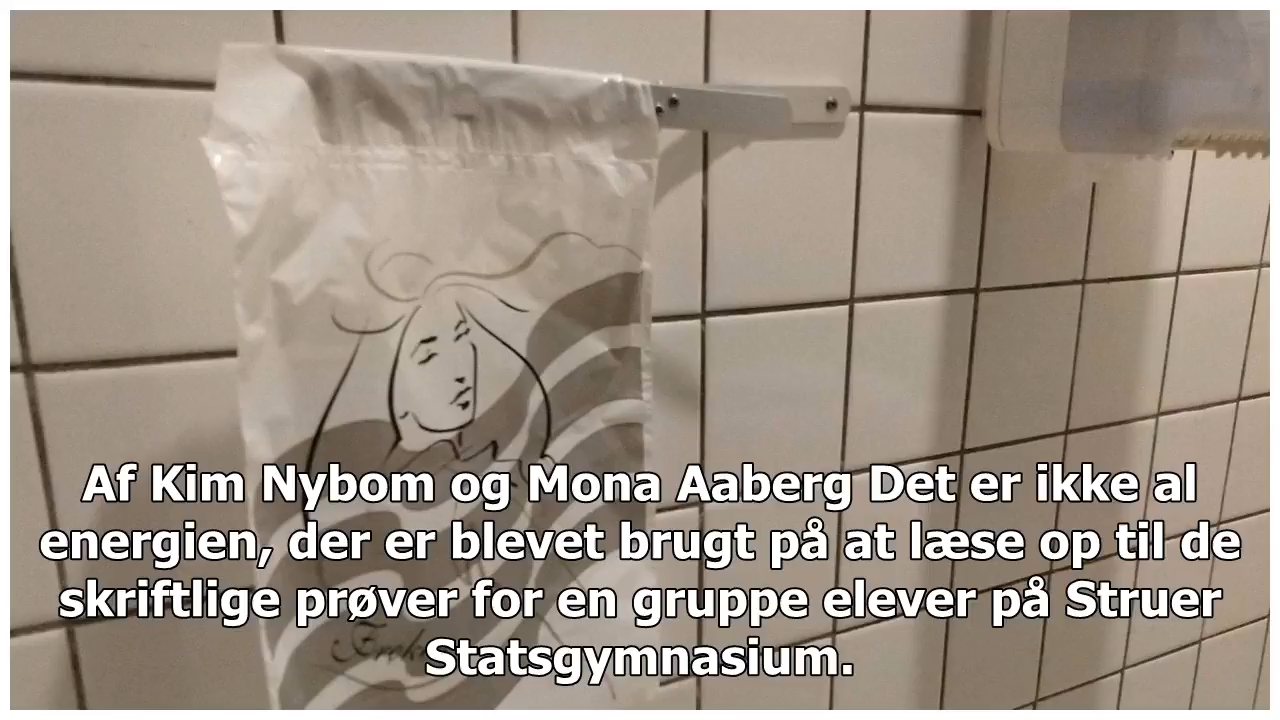 Af Kim Nybom og Mona Aaberg Det er ikke al
energien, der er blevet brugt på at læse op til de
skriftlige prøver for en gruppe elever på Struer
Statsgymnasium.